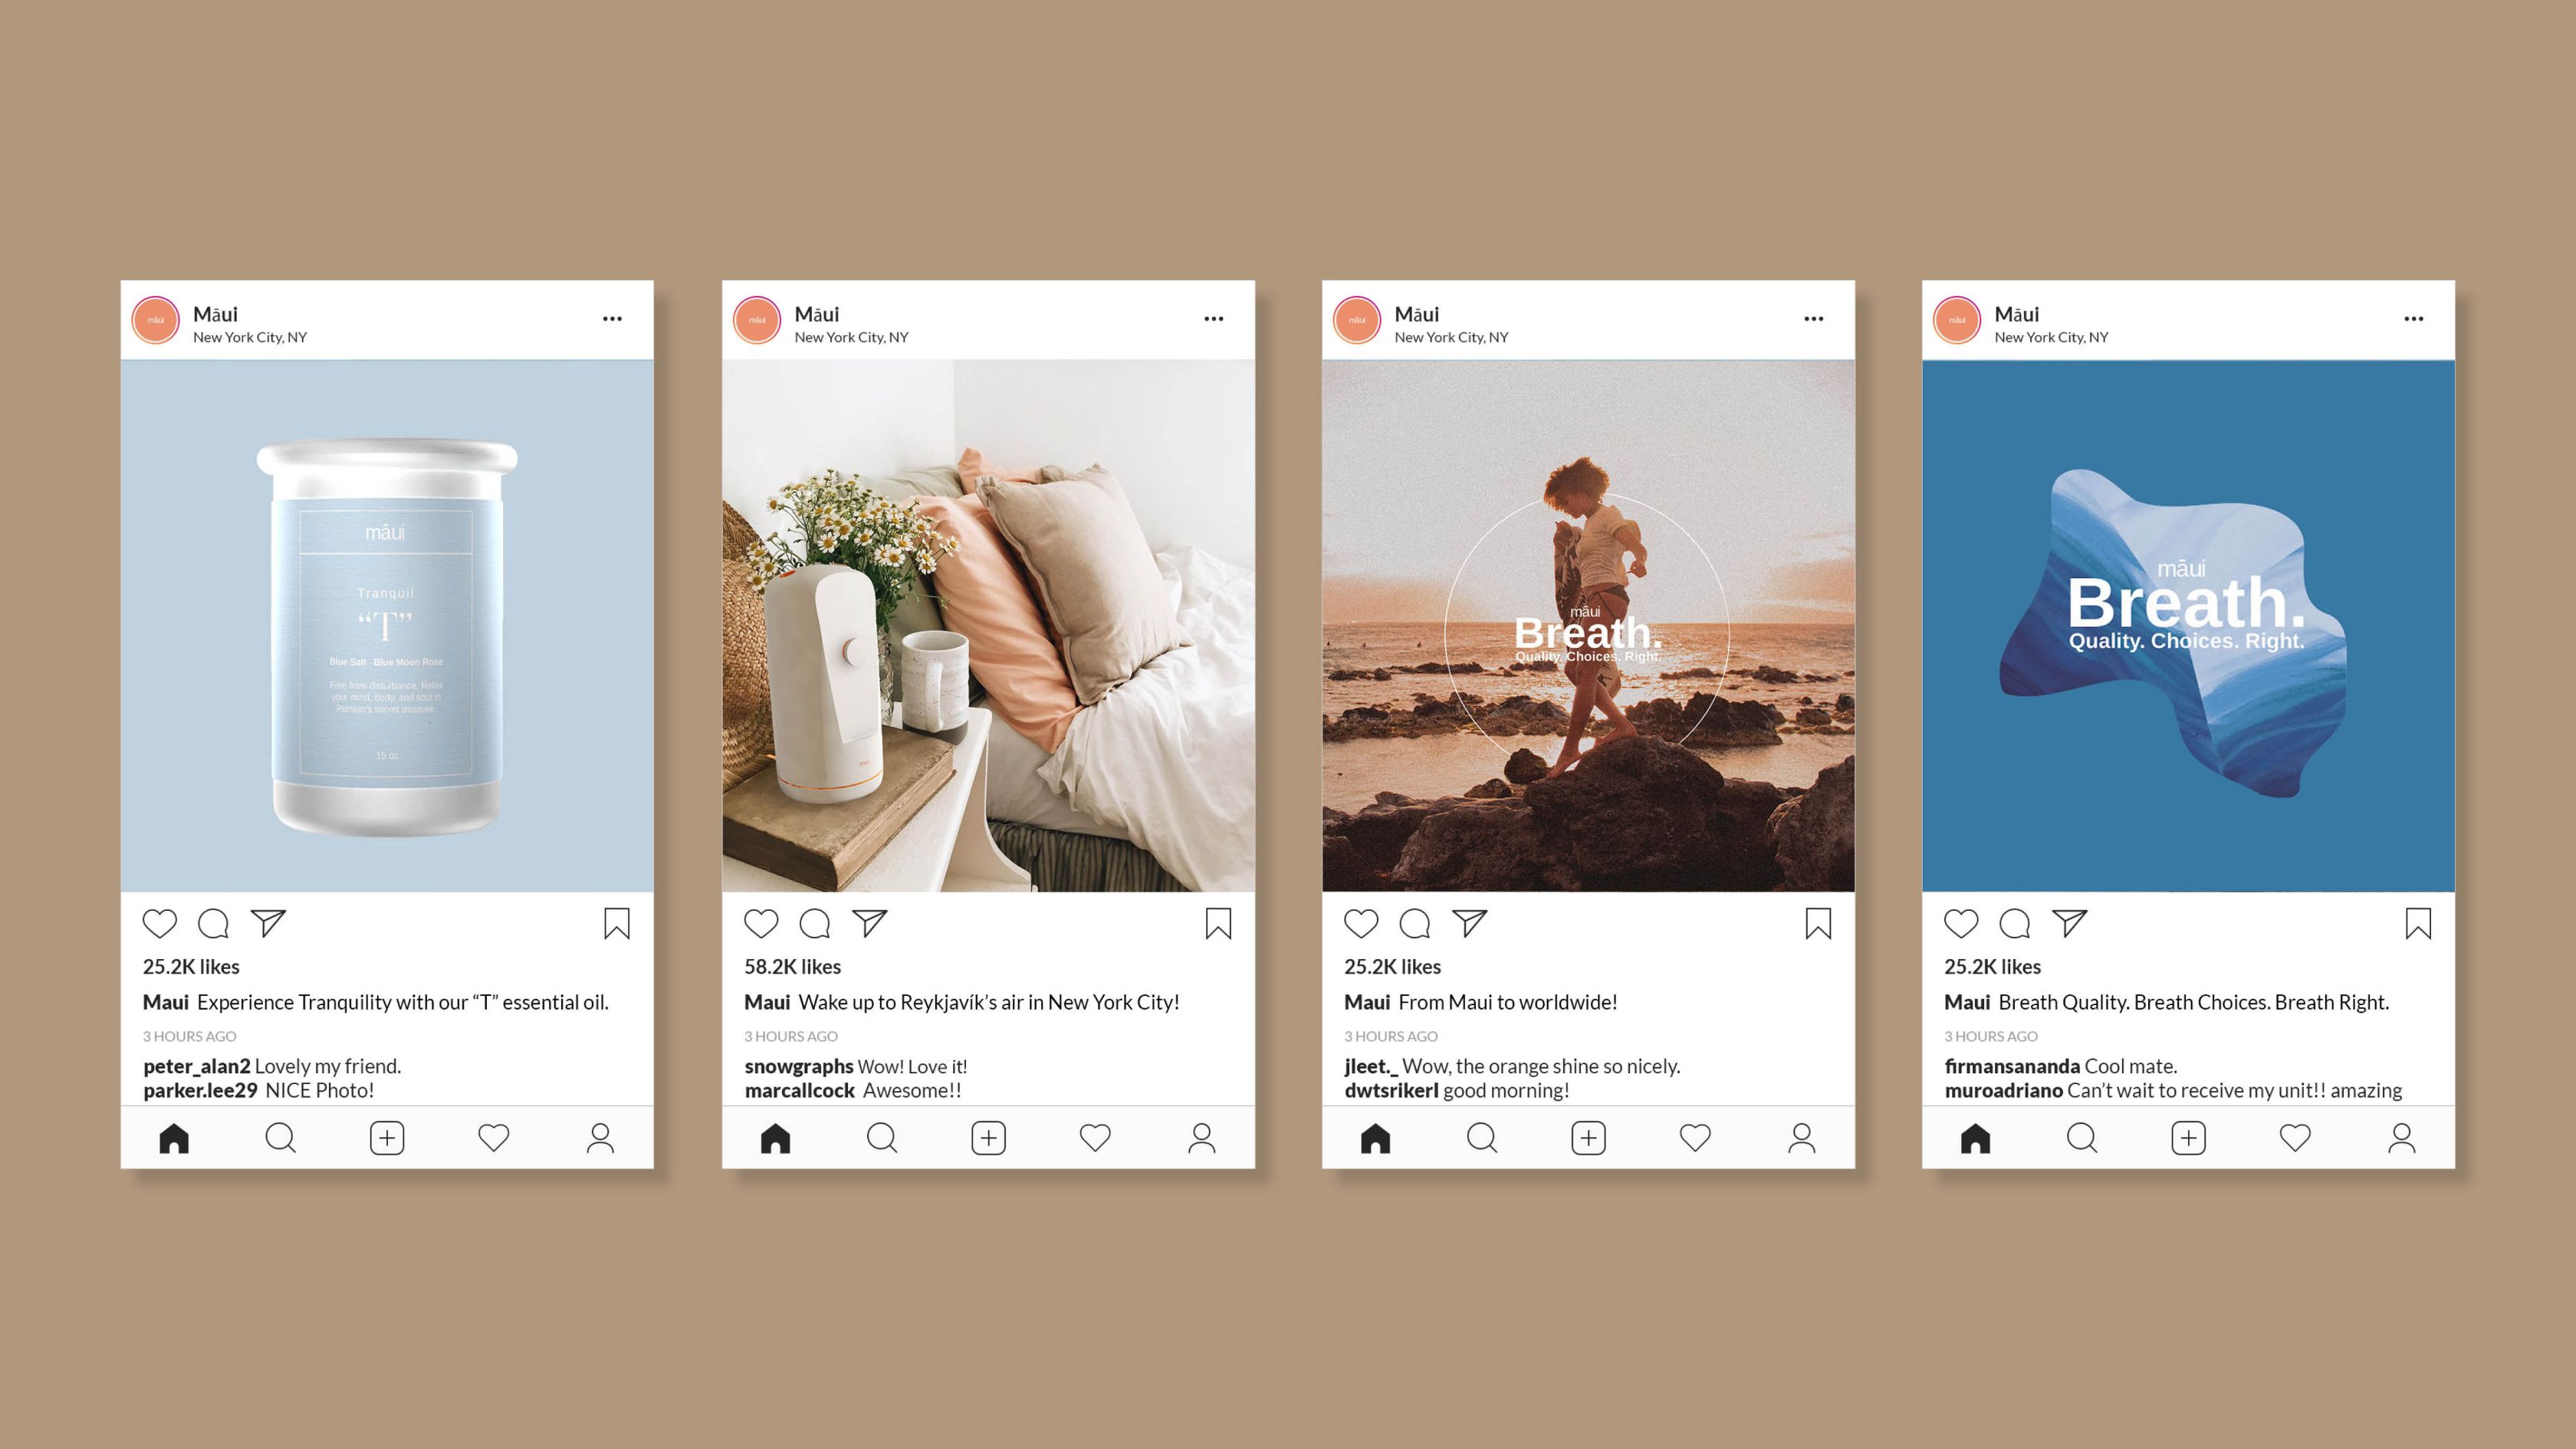 māui
Māui
New York City, NY
māui
Tranquil
“T”
Blue Salt Blue Moon Rose
Free from disturbance. Relax
your mind, body, and soul in
Pursian's secret treasure.
15 oz
25.2K likes
Maui Experience Tranquility with our “T” essential oil.
3 HOURS AGO
peter_alan2 Lovely my friend.
parker.lee29 NICE Photo!
māui
Māui
New York City, NY
58.2K likes
Maui Wake up to Reykjavík’s air in New York City!
3 HOURS AGO
snowgraphs Wow! Love it!
marcallcock Awesome!!
māui
Māui
New York City, NY
māui
Breath.
Quality. Choices. Right.
25.2K likes
Maui From Maui to worldwide!
3 HOURS AGO
jleet._ Wow, the orange shine so nicely.
dwtsrikerl good morning!
māui
Māui
New York City, NY
māui
Breath.
Quality. Choices. Right.
25.2K likes
Maui Breath Quality. Breath Choices. Breath Right.
3 HOURS AGO
firmansananda Cool mate.
muroadriano Can’t wait to receive my unit!! amazing